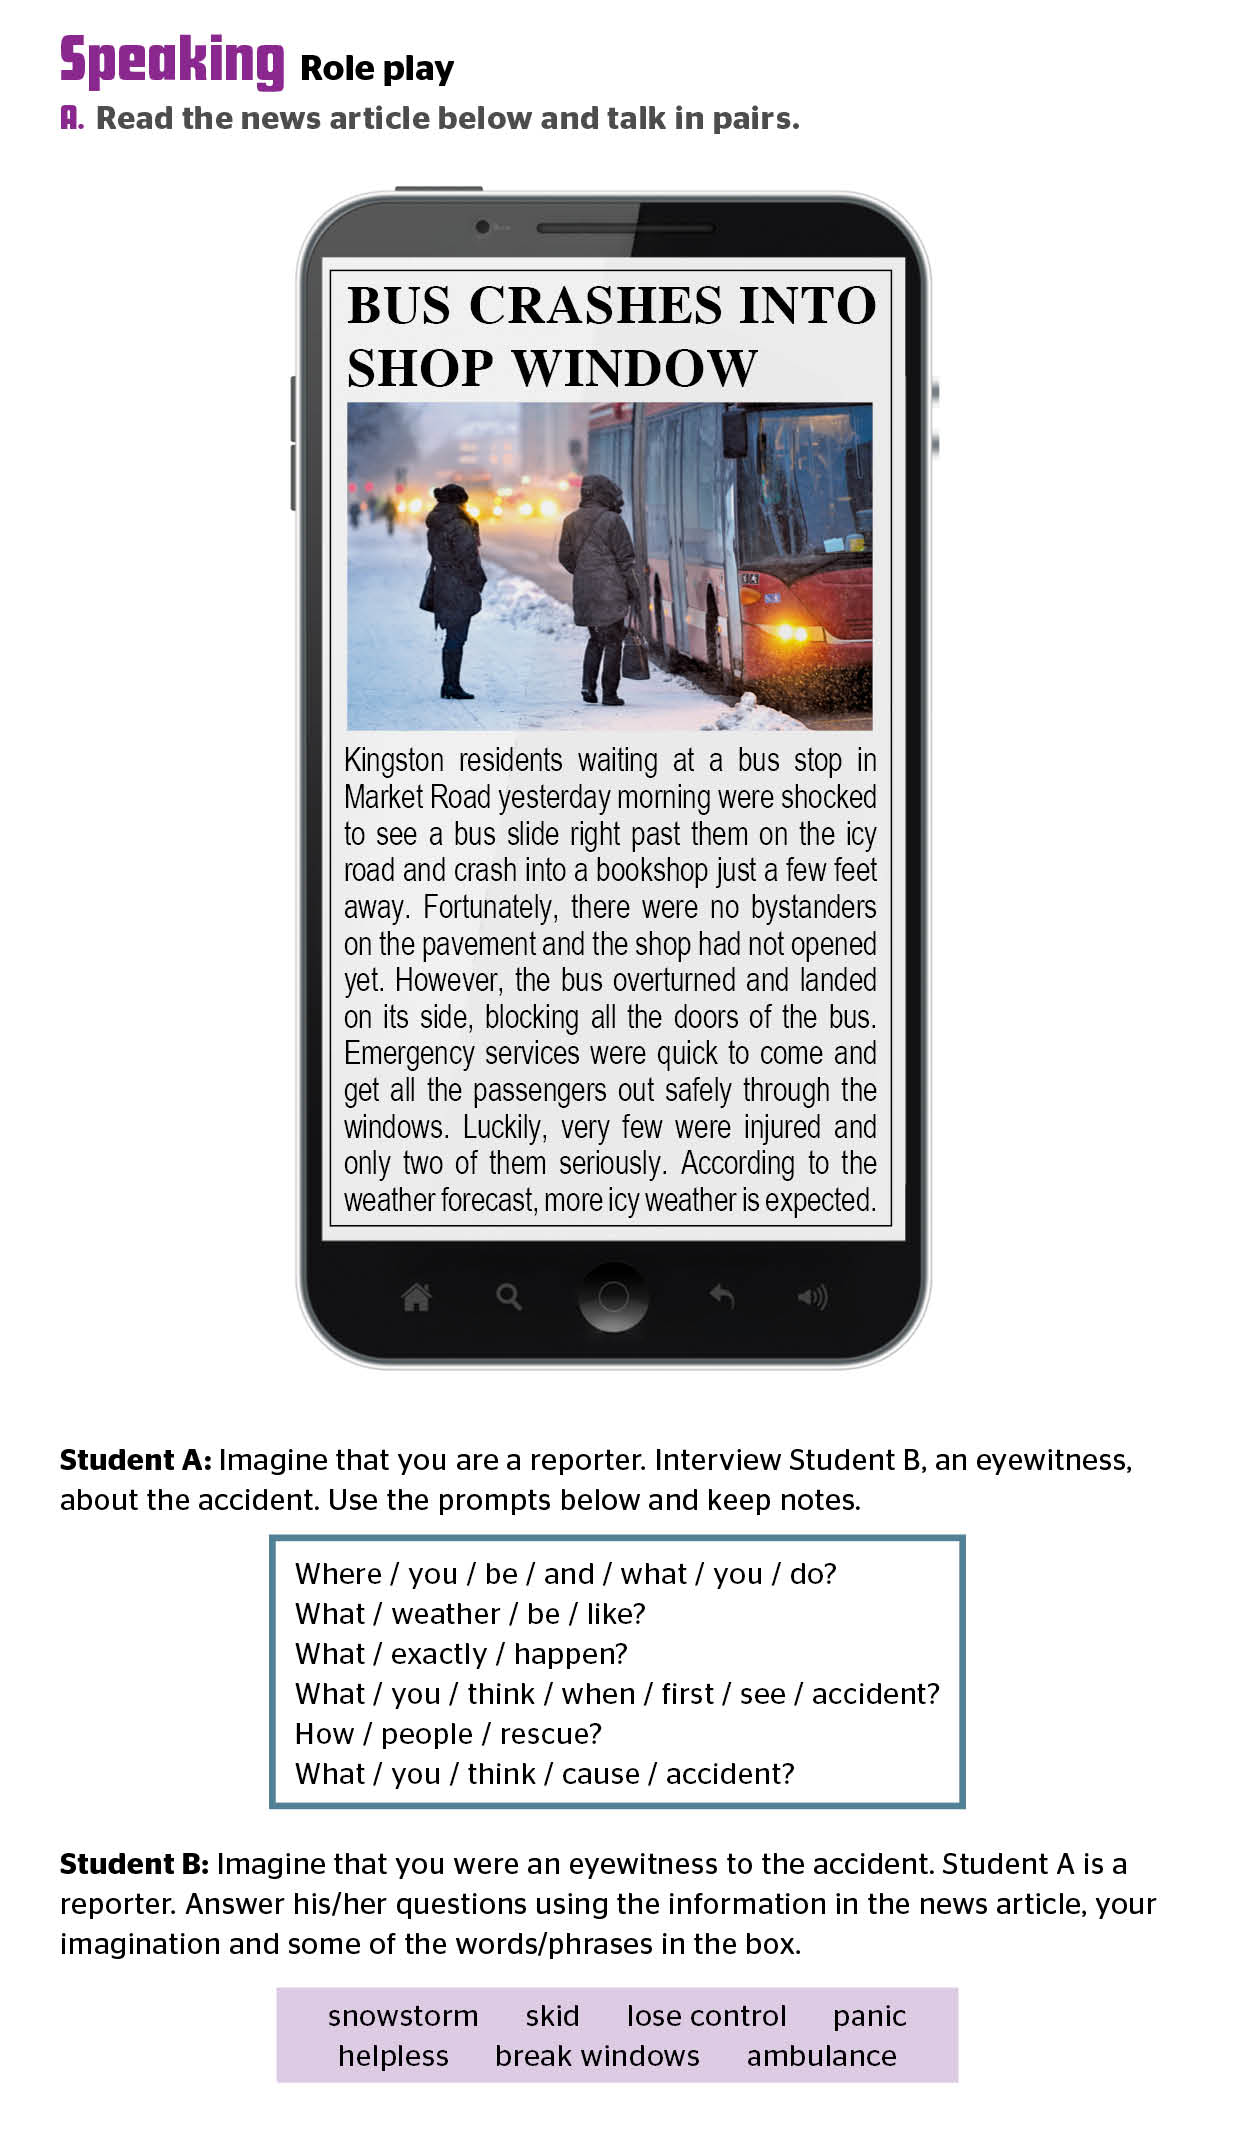 Speaking Role play
A. Read the news article below and talk in pairs.
BUS CRASHES INTO
SHOP WINDOW
Kingston residents waiting at a bus stop in
Market Road yesterday morning were shocked
to see a bus slide right past them on the icy
road and crash into a bookshop just a few feet
away. Fortunately, there were no bystanders
on the pavement and the shop had not opened
yet. However, the bus overturned and landed
on its side, blocking all the doors of the bus.
Emergency services were quick to come and
get all the passengers out safely through the
windows. Luckily, very few were injured and
only two of them seriously. According to the
weather forecast, more icy weather is expected.
Student A: Imagine that you are a reporter. Interview Student B, an eyewitness,
about the accident. Use the prompts below and keep notes.
Where / you / be / and / what / you / do?
What / weather / be / like?
What / exactly / happen?
What / you / think / when / first / see / accident?
How / people / rescue?
What / you / think / cause / accident?
Student B: Imagine that you were an eyewitness to the accident. Student A is a
reporter. Answer his/her questions using the information in the news article, your
imagination and some of the words/phrases in the box.
snowstorm skid lose control panic
helpless break windows ambulance